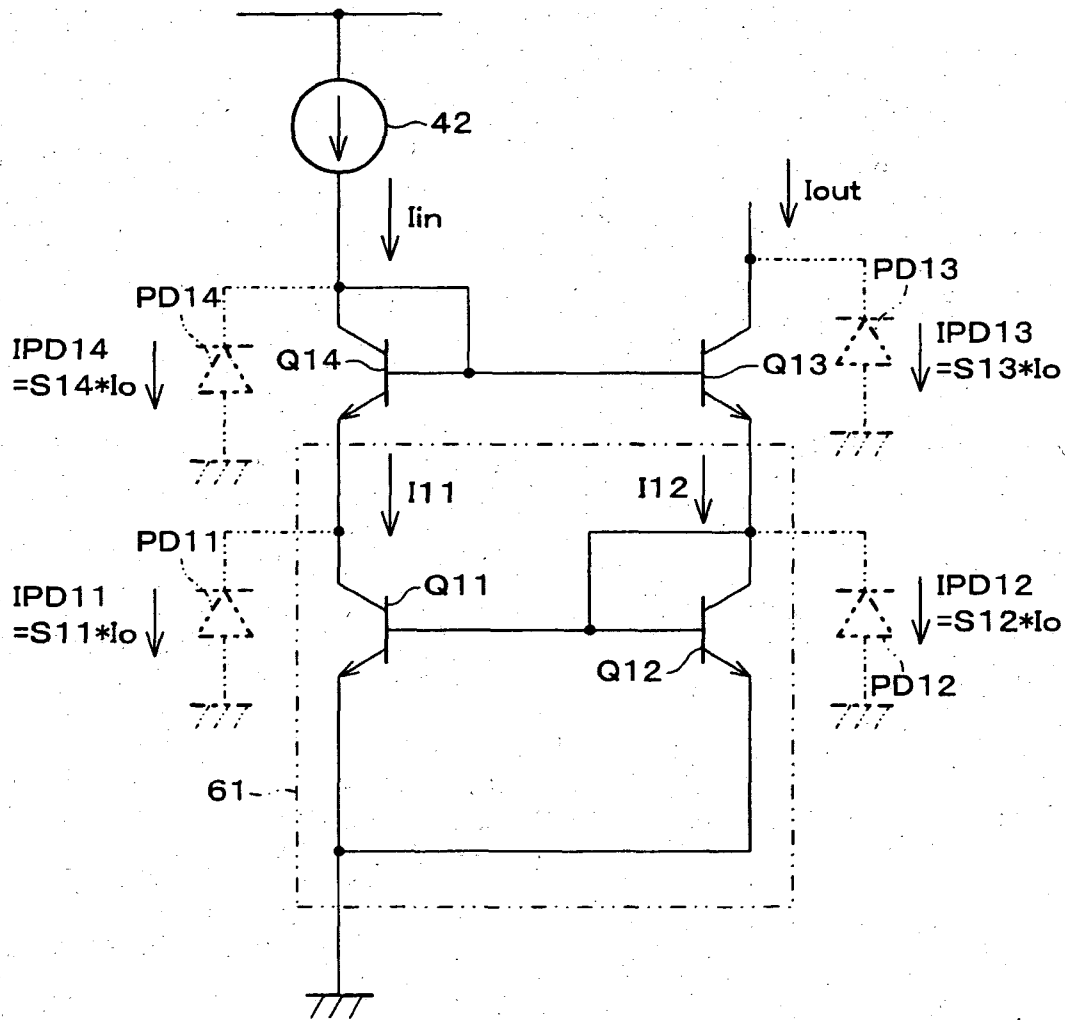 42
Iin
Iout
PD14
PD13
IPD14
=S14*Io
Q14
Q13
IPD13
=S13*Io
I11
I12
PD11
IPD11
=S11*Io
Q11
Q12
IPD12
=S12*Io
PD12
61